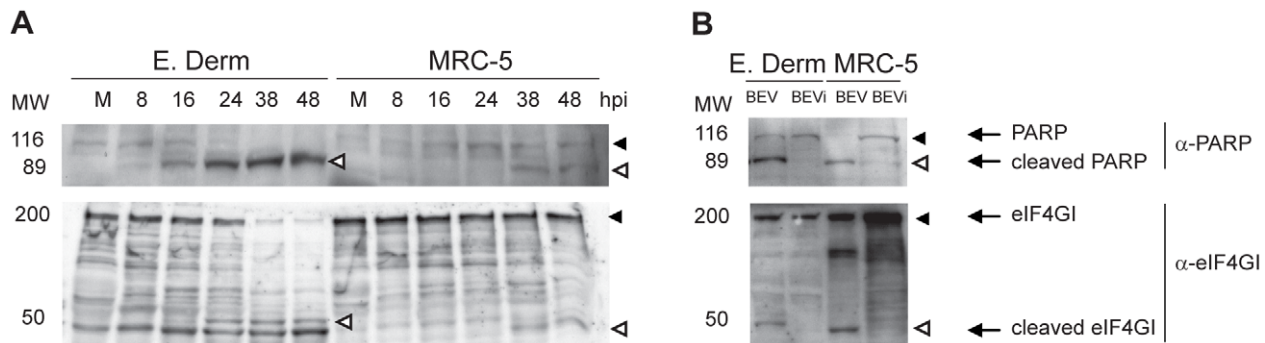 A
B
E. Derm MRC-5
E. Derm MRC-5
MW M 8 16 24 38 48 M 8 16 24 38 48 hpi
MW BEV BEVi BEV BEVi
116
89
116
89
PARP
cleaved PARP
α-PARP
200
50
200
50
eIF4GI
cleaved eIF4GI
α-eIF4GI